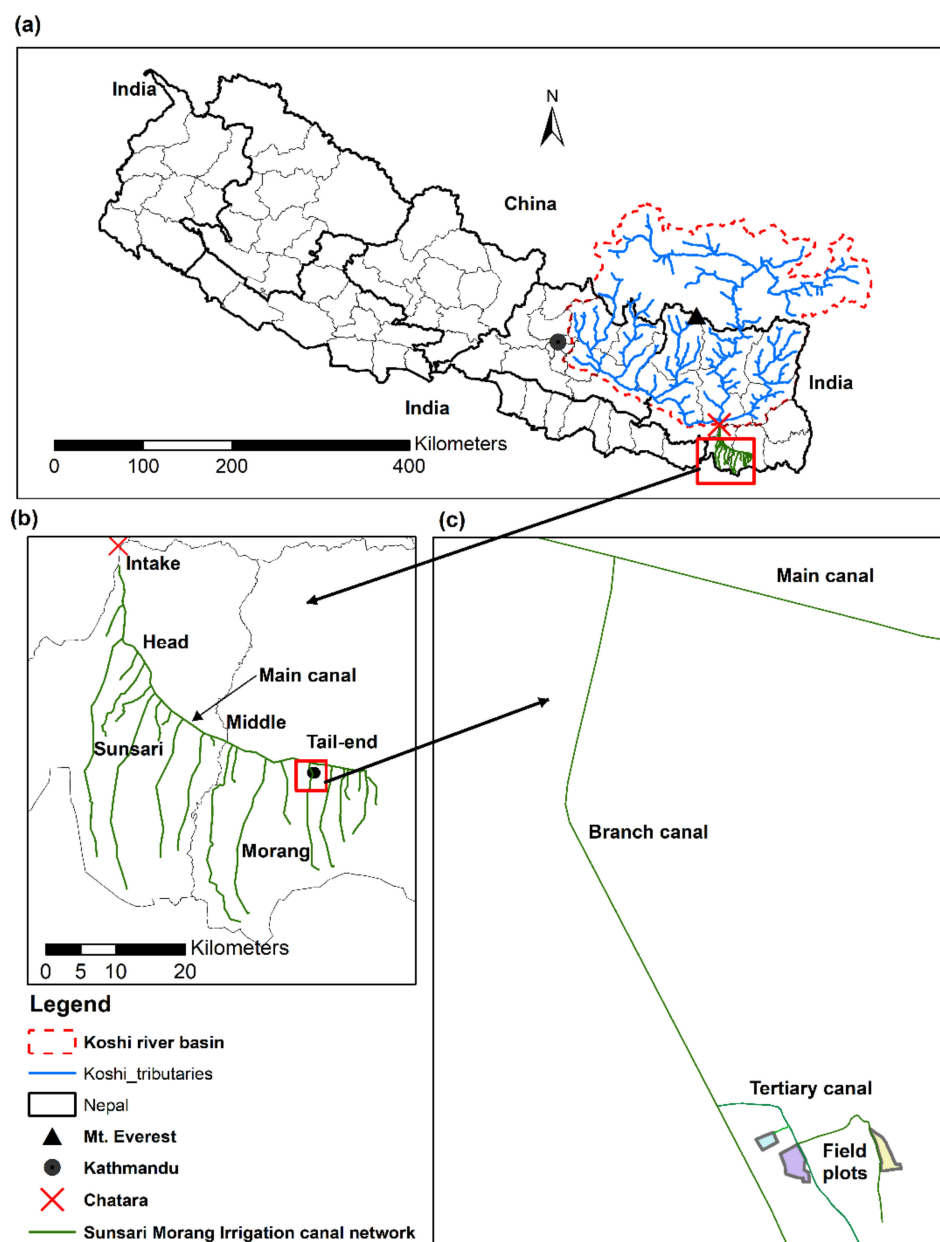 (a)
India
N
China
India
India
Kilometers
0 100 200 400
(b)
(c)
Intake
Main canal
Head
Main canal
Middle
Tail-end
Sunsari
Branch canal
Morang
Kilometers
0 5 10 20
Tertiary canal
Field
plots
Legend
Koshi river basin
Koshi_tributaries
Nepal
Mt. Everest
Kathmandu
Chatara
Sunsari Morang Irrigation canal network